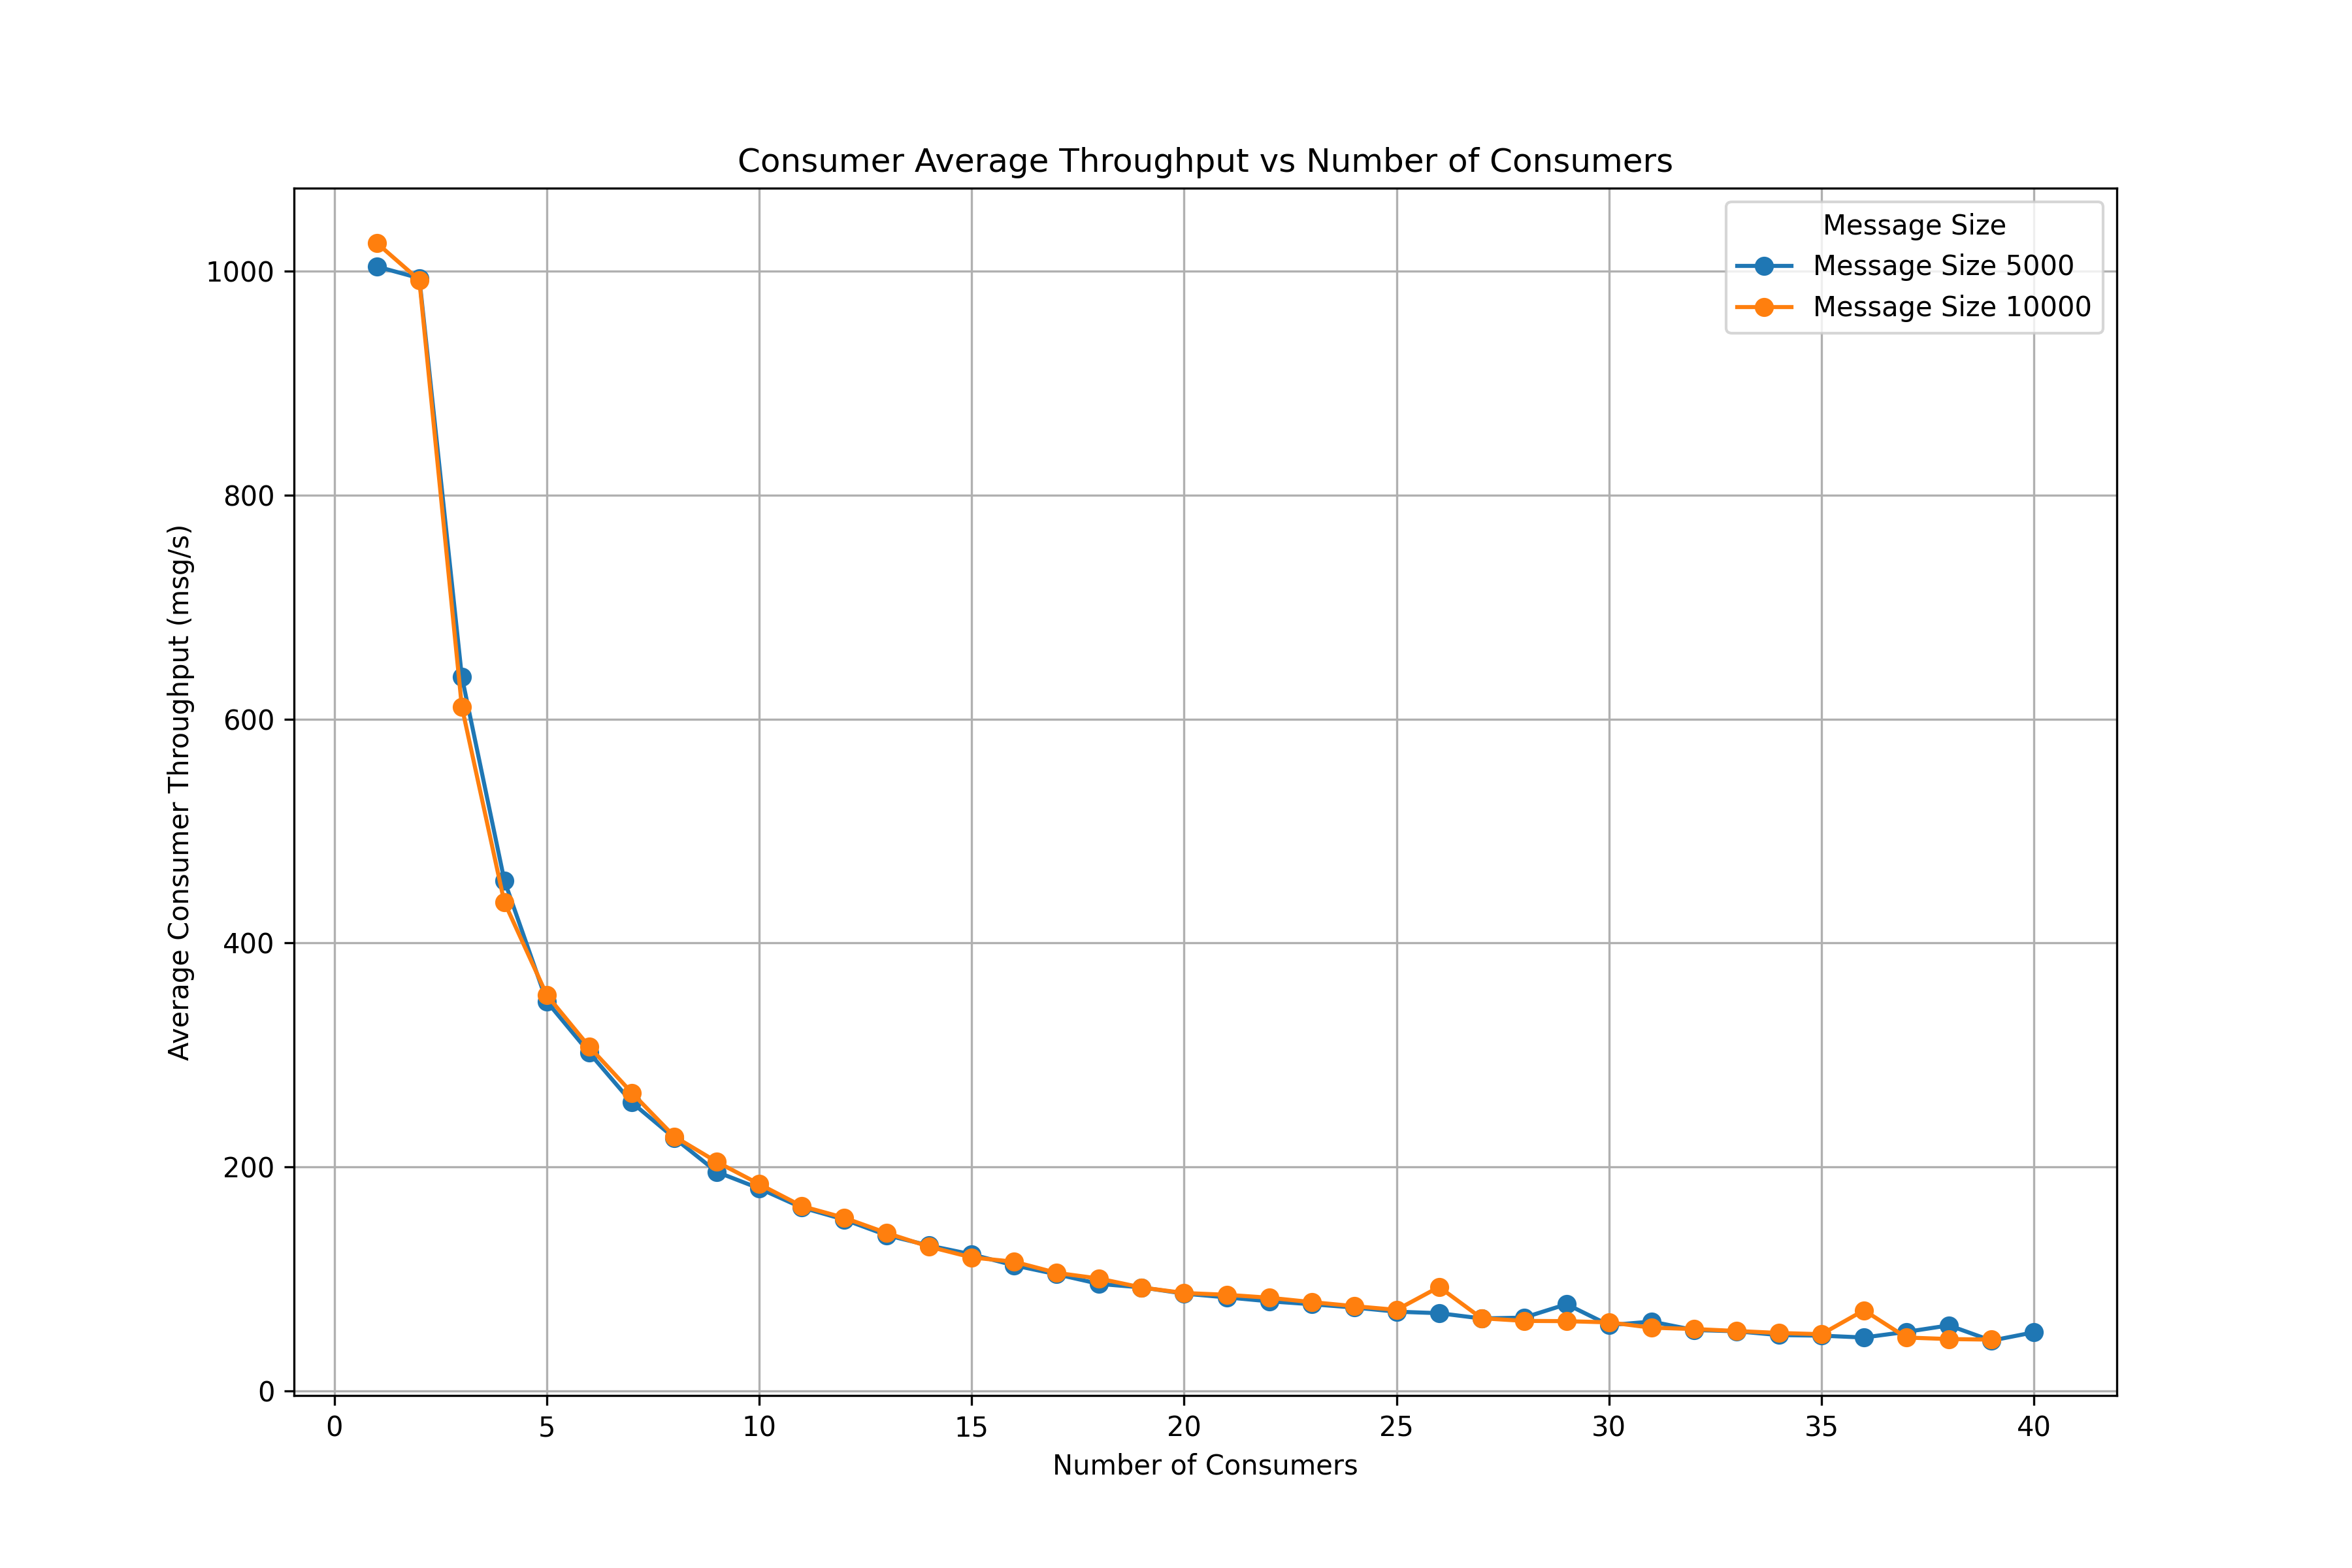 Consumer Average Throughput vs Number of Consumers
Message Size
Message Size 5000
Message Size 10000
Average Consumer Throughput (msg/s)
1000
800
600
400
200
0
0 5 10 15 20 25 30 35 40
Number of Consumers